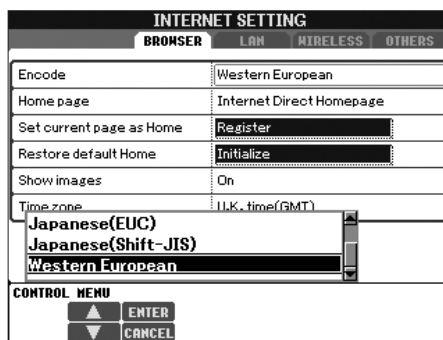 INTERNET SETTING
BROWSER LAN WIRELESS OTHERS
Encode Western European
Home page Internet Direct Homepage
Set current page as Home Register
Restore default Home Initialize
Show images On
Time zone U.K. time(GMT)
Japanese(EUC)
Japanese(Shift-JIS)
Western European
CONTROL MENU
ENTER
CANCEL